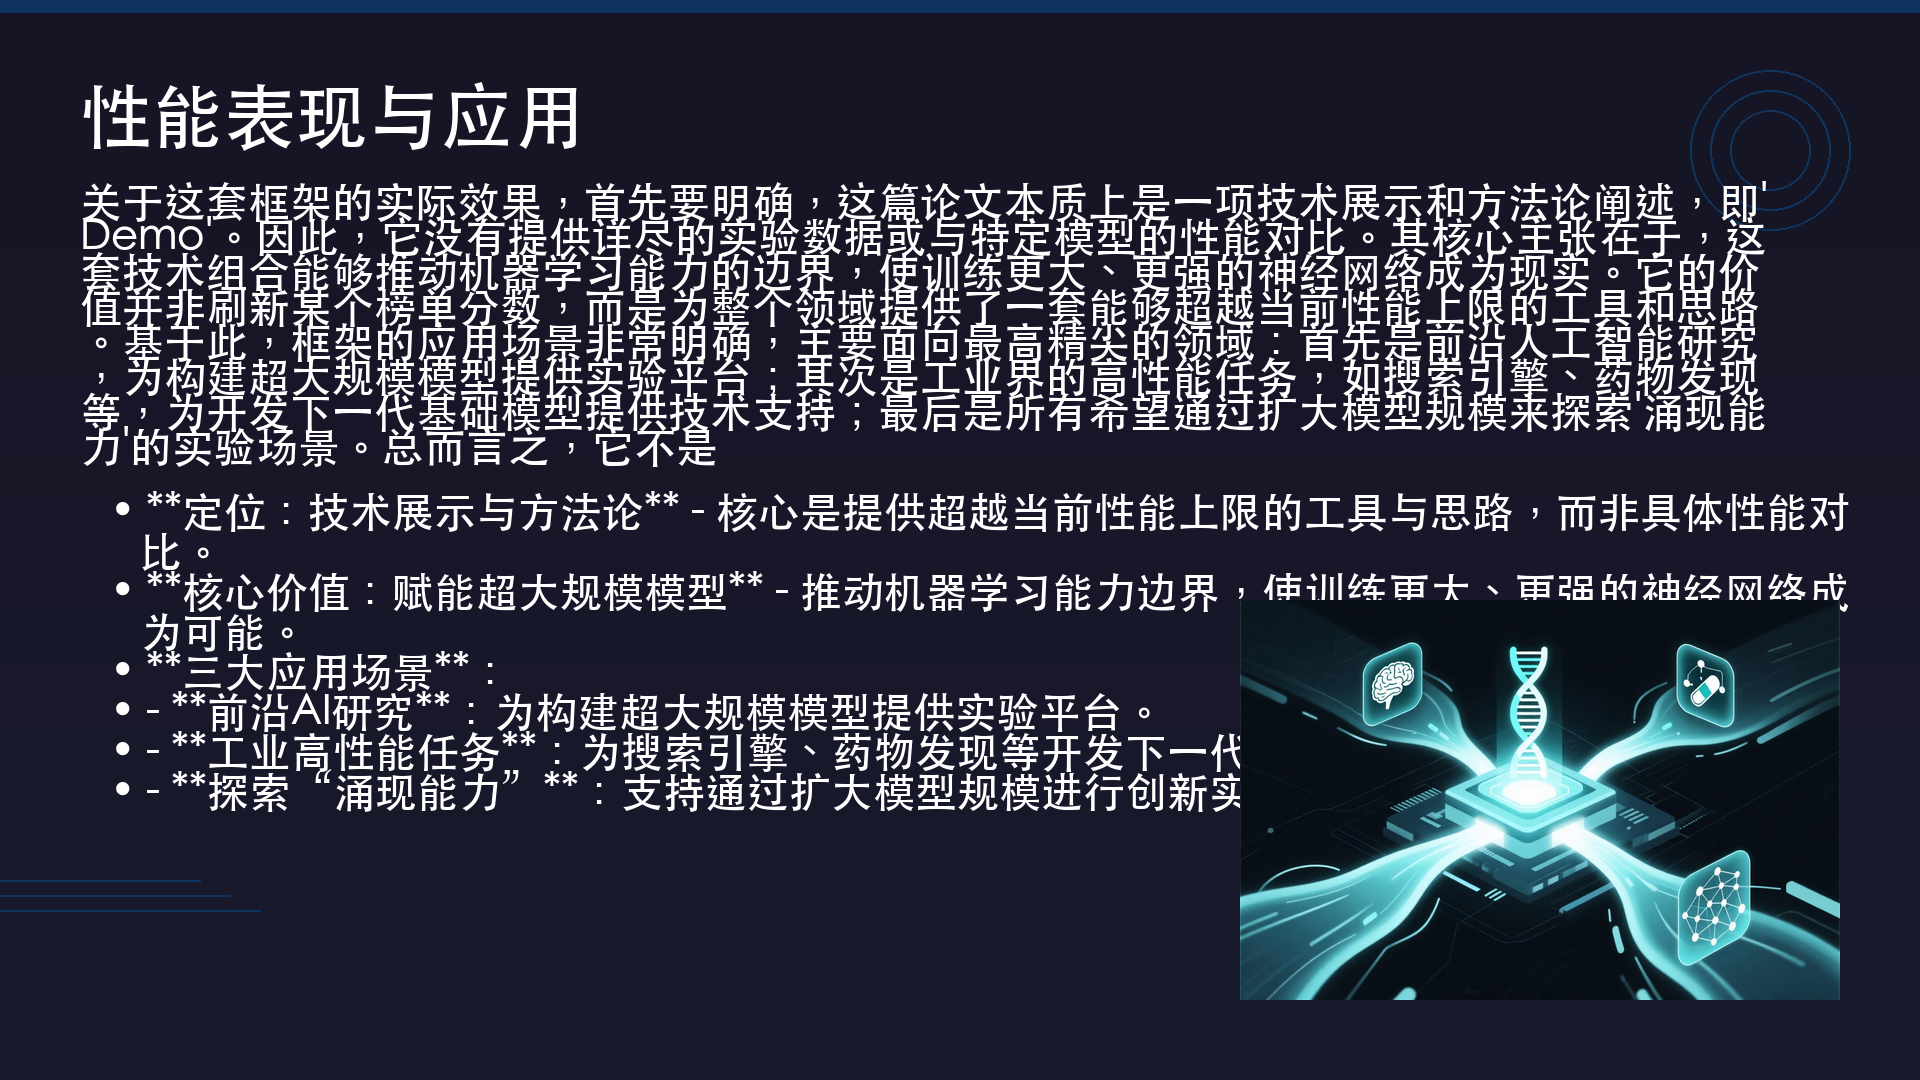 性能表现与应用
关于这套框架的实际效果，首先要明确，这篇论文本质上是一项技术展示和方法论阐述，即'
Demo'。因此，它没有提供详尽的实验数据或与特定模型的性能对比。其核心主张在于，这
套技术组合能够推动机器学习能力的边界，使训练更大、更强的神经网络成为现实。它的价
值并非刷新某个榜单分数，而是为整个领域提供了一套能够超越当前性能上限的工具和思路
。基于此，框架的应用场景非常明确，主要面向最高精尖的领域：首先是前沿人工智能研究
，为构建超大规模模型提供实验平台；其次是工业界的高性能任务，如搜索引擎、药物发现
等，为开发下一代基础模型提供技术支持；最后是所有希望通过扩大模型规模来探索'涌现能
力'的实验场景。总而言之，它不是
• **定位：技术展示与方法论** - 核心是提供超越当前性能上限的工具与思路，而非具体性能对
比。
• **核心价值：赋能超大规模模型** - 推动机器学习能力边界，使训练更大、更强的神经网络成
为可能。
• **三大应用场景**：
• - **前沿AI研究**：为构建超大规模模型提供实验平台。
• - **工业高性能任务**：为搜索引擎、药物发现等开发下一代
• - **探索“涌现能力”**：支持通过扩大模型规模进行创新实